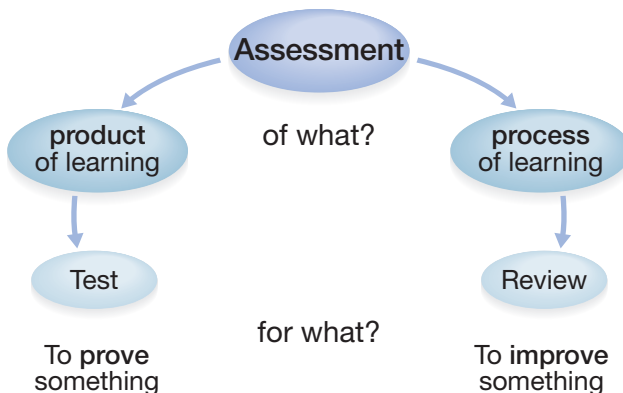 Assessment
product
of learning
of what?
process
of learning
Test
Review
for what?
To prove
something
To improve
something